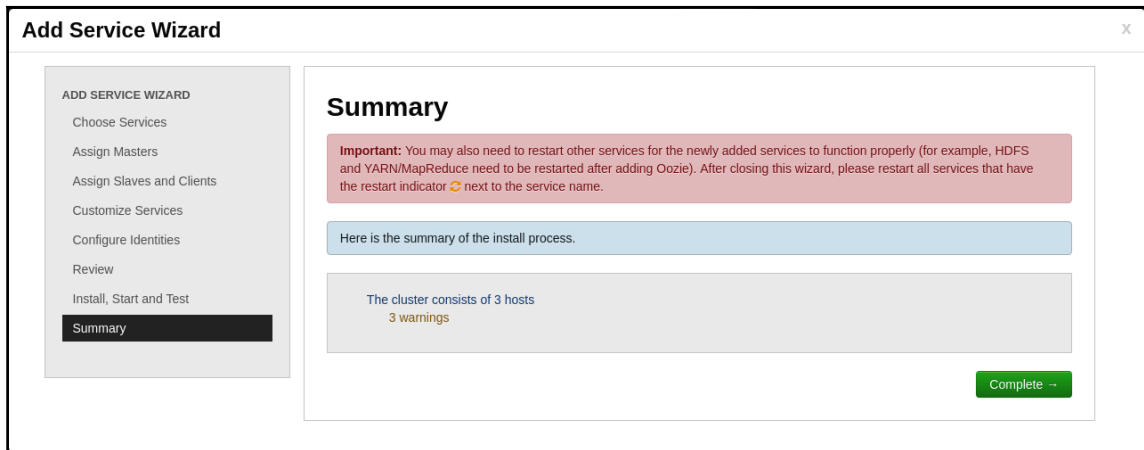 Add Service Wizard
x
ADD SERVICE WIZARD
Choose Services
Assign Masters
Assign Slaves and Clients
Customize Services
Configure Identities
Review
Install, Start and Test
Summary
Summary
Important: You may also need to restart other services for the newly added services to function properly (for example, HDFS
and YARN/MapReduce need to be restarted after adding Oozie). After closing this wizard, please restart all services that have
the restart indicator next to the service name.
Here is the summary of the install process.
The cluster consists of 3 hosts
3 warnings
Complete →